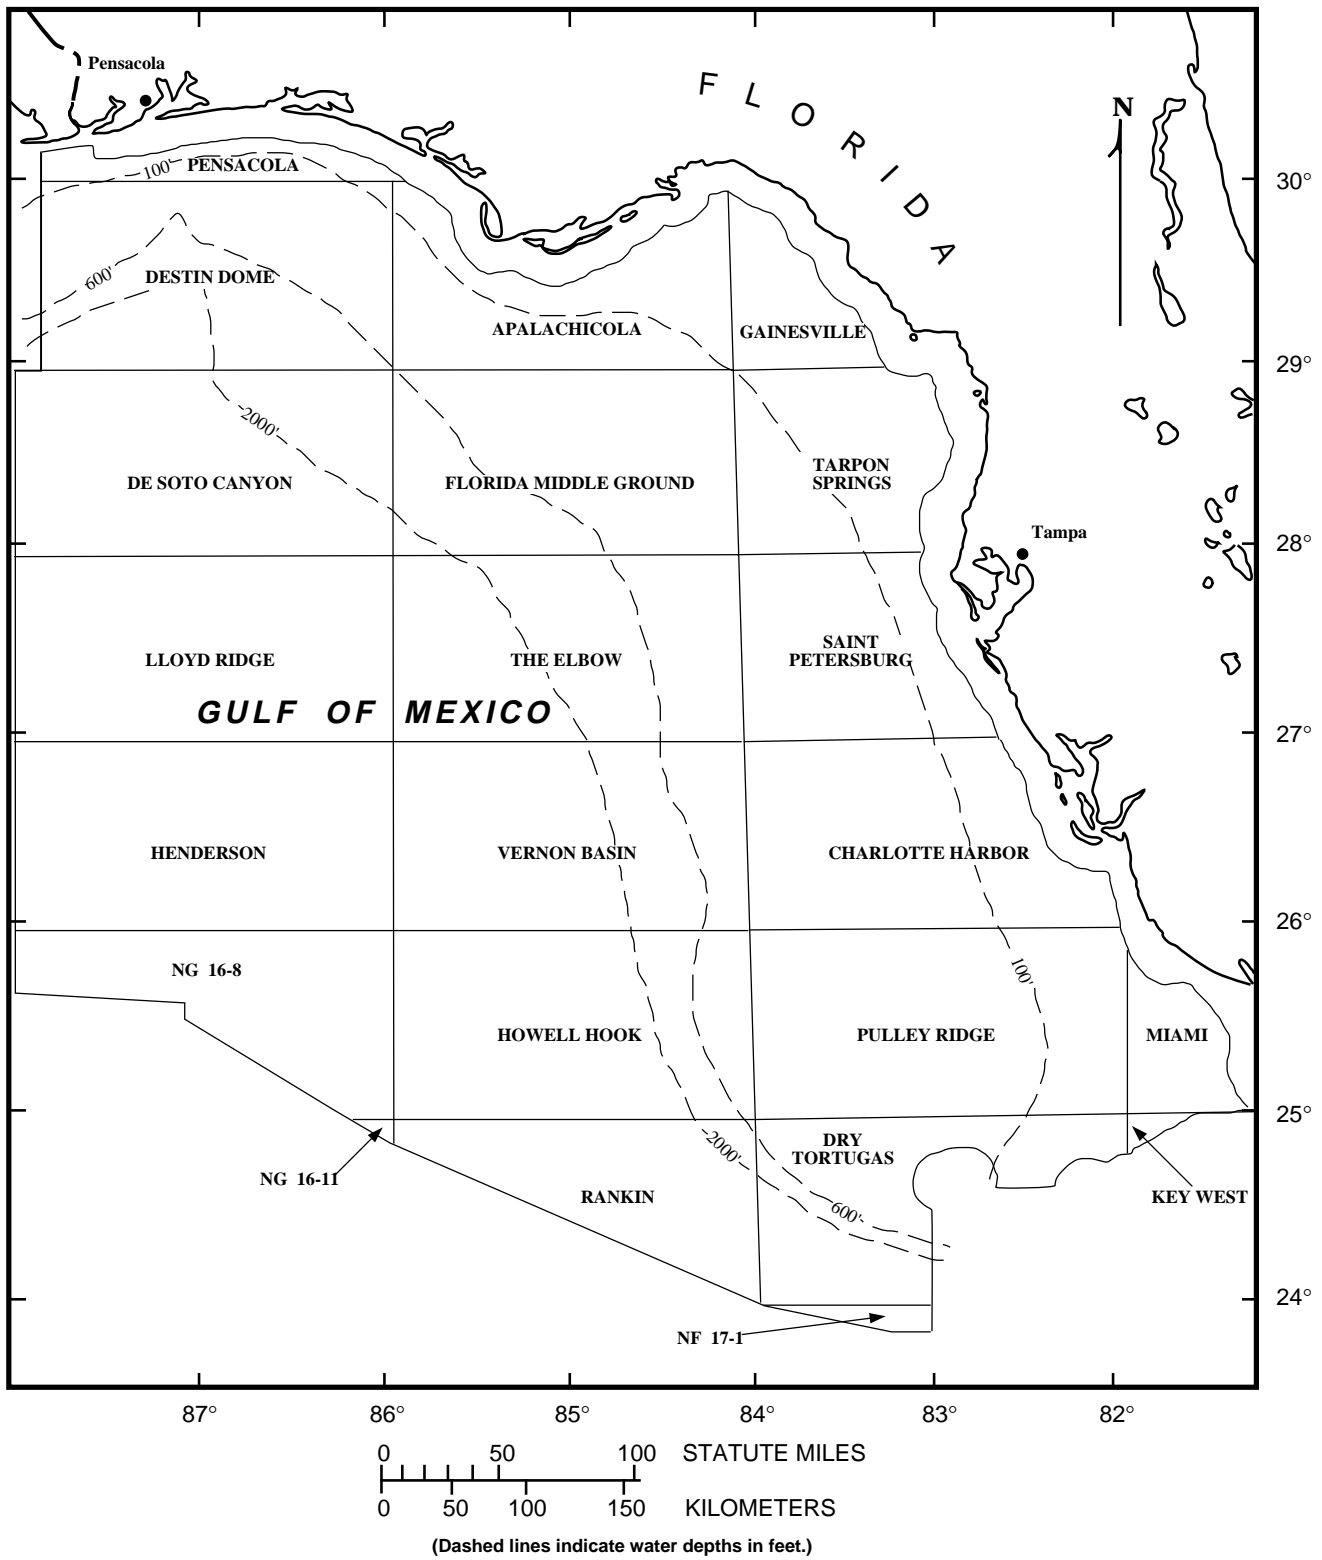 Pensacola
FLORIDA
N
100'
PENSACOLA
30°
600'
DESTIN DOME
APALACHICOLA
GAINESVILLE
29°
2000'
DE SOTO CANYON
FLORIDA MIDDLE GROUND
TARPON
SPRINGS
Tampa
28°
LLOYD RIDGE
THE ELBOW
SAINT
PETERSBURG
GULF OF MEXICO
27°
HENDERSON
VERNON BASIN
CHARLOTTE HARBOR
26°
NG 16-8
100'
HOWELL HOOK
PULLEY RIDGE
MIAMI
25°
2000'
DRY
TORTUGAS
NG 16-11
RANKIN
KEY WEST
600'
24°
NF 17-1
87°
86°
85°
84°
83°
82°
0 50 100 STATUTE MILES
0 50 100 150 KILOMETERS
(Dashed lines indicate water depths in feet.)